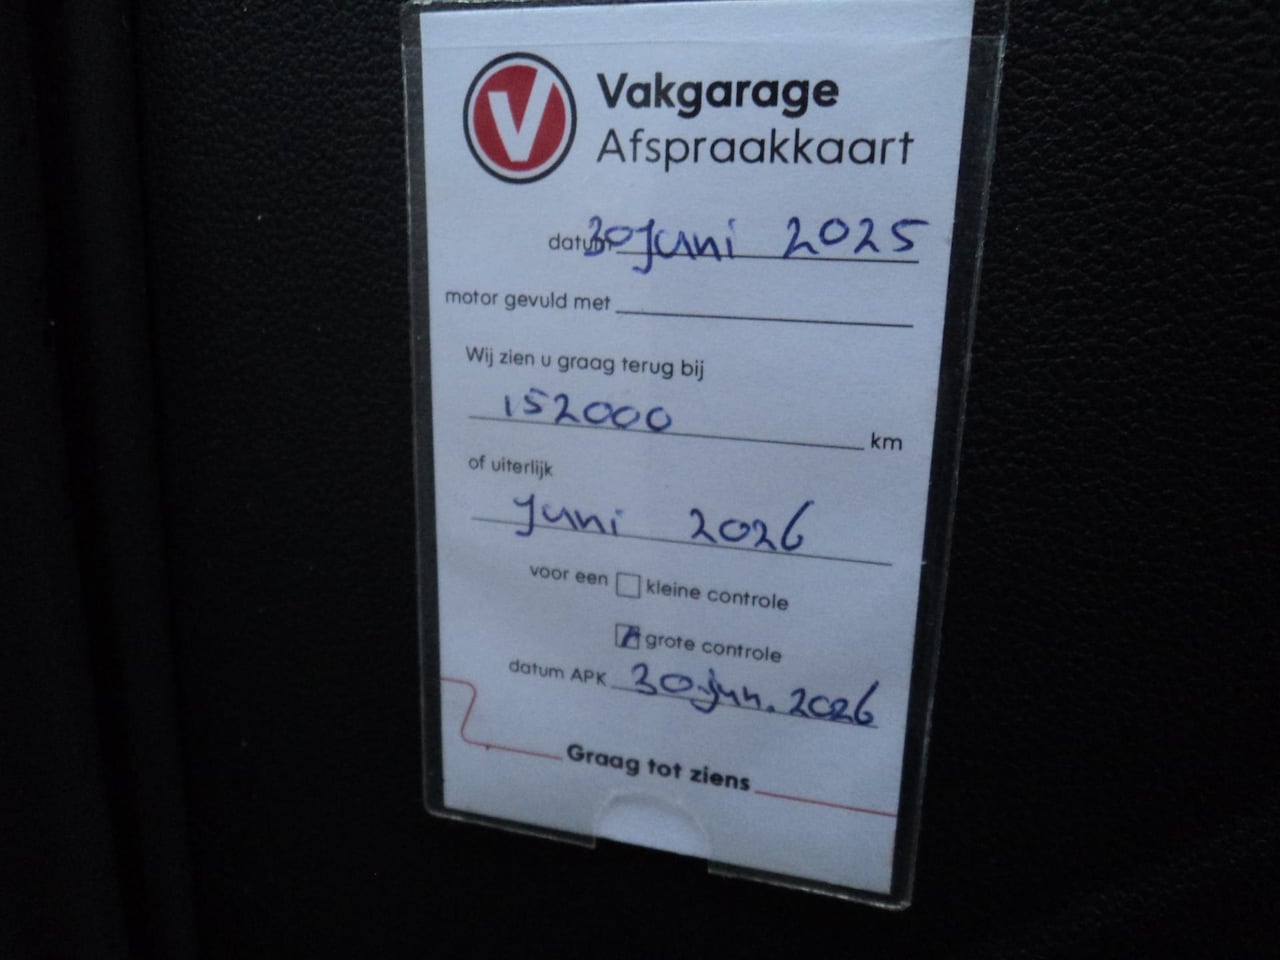 V
Vakgarage
Afspraakkaart
datum 30 Juni 2025
motor gevuld met
Wij zien u graag terug bij
152000 km
of uiterlijk
Juni 2026
voor een kleine controle
grote controle
datum APK 30 jun. 2026
Graag tot ziens